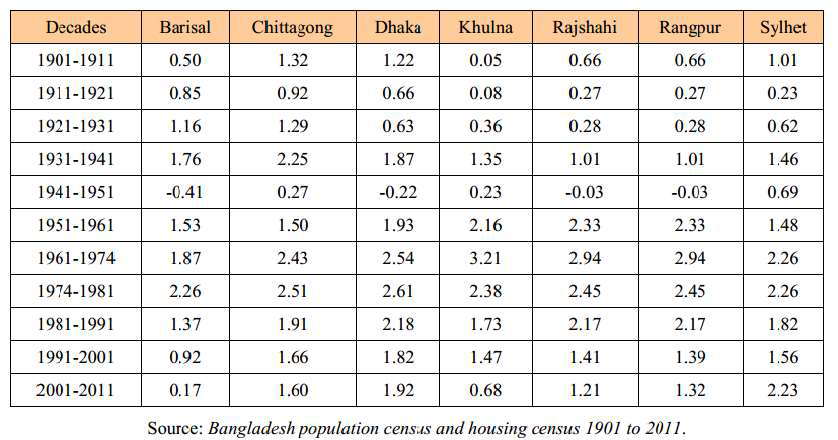 Decades Barisal Chittagong Dhaka Khulna Rajshahi Rangpur Sylhet
1901-1911 0.50 1.32 1.22 0.05 0.66 0.66 1.01
1911-1921 0.85 0.92 0.66 0.08 0.27 0.27 0.23
1921-1931 1.16 1.29 0.63 0.36 0.28 0.28 0.62
1931-1941 1.76 2.25 1.87 1.35 1.01 1.01 1.46
1941-1951 -0.41 0.27 -0.22 0.23 -0.03 -0.03 0.69
1951-1961 1.53 1.50 1.93 2.16 2.33 2.33 1.48
1961-1974 1.87 2.43 2.54 3.21 2.94 2.94 2.26
1974-1981 2.26 2.51 2.61 2.38 2.45 2.45 2.26
1981-1991 1.37 1.91 2.18 1.73 2.17 2.17 1.82
1991-2001 0.92 1.66 1.82 1.47 1.41 1.39 1.56
2001-2011 0.17 1.60 1.92 0.68 1.21 1.32 2.23
Source: Bangladesh population census and housing census 1901 to 2011.